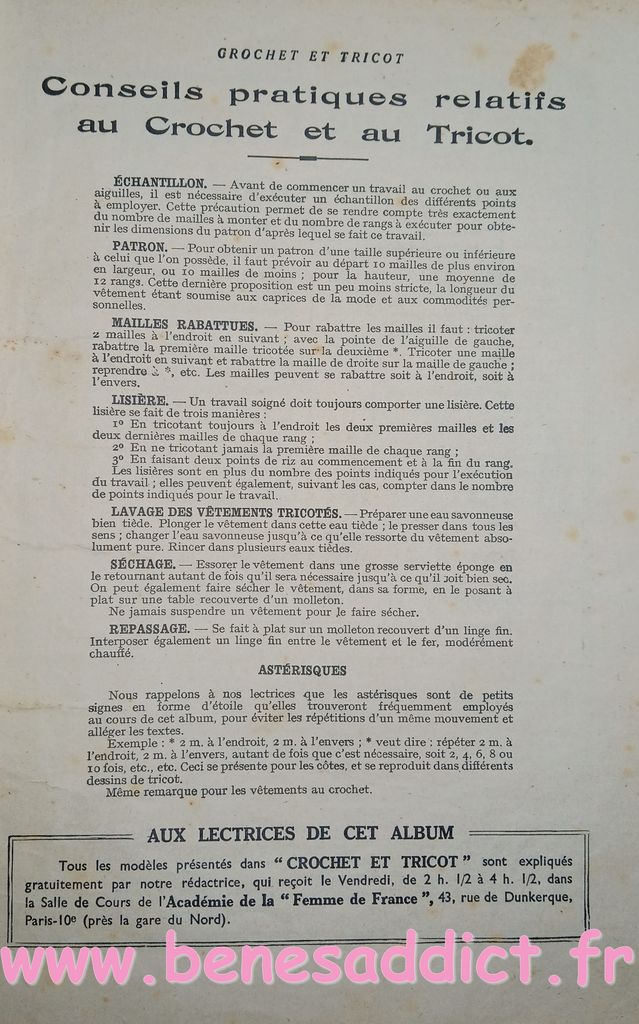 CROCHET ET TRICOT
Conseils pratiques relatifs
au Crochet et au Tricot.
ÉCHANTILLON. — Avant de commencer un travail au crochet ou aux
aiguilles, il est nécessaire d'exécuter un échantillon des différents points
à employer. Cette précaution permet de se rendre compte très exactement
du nombre de mailles à monter et du nombre de rangs à exécuter pour obte-
nir les dimensions du patron d'après lequel se fait ce travail.
PATRON. — Pour obtenir un patron d'une taille supérieure ou inférieure
à celui que l'on possède, il faut prévoir au départ 10 mailles de plus environ
en largeur, ou 10 mailles de moins ; pour la hauteur, une moyenne de
12 rangs. Cette dernière proposition est un peu moins stricte, la longueur du
vêtement étant soumise aux caprices de la mode et aux commodités per-
sonnelles.
MAILLES RABATTUES. — Pour rabattre les mailles il faut : tricoter
2 mailles à l'endroit en suivant ; avec la pointe de l'aiguille de gauche,
rabattre la première maille tricotée sur la deuxième *. Tricoter une maille
à l'endroit en suivant et rabattre la maille de droite sur la maille de gauche ;
reprendre à *, etc. Les mailles peuvent se rabattre soit à l'endroit, soit à
l'envers.
LISIÈRE. — Un travail soigné doit toujours comporter une lisière. Cette
lisière se fait de trois manières :
1º En tricotant toujours à l'endroit les deux premières mailles et les
deux dernières mailles de chaque rang ;
2º En ne tricotant jamais la première maille de chaque rang ;
3º En faisant deux points de riz au commencement et à la fin du rang.
Les lisières sont en plus du nombre des points indiqués pour l'exécution
du travail ; elles peuvent également, suivant les cas, compter dans le nombre
de points indiqués pour le travail.
LAVAGE DES VÊTEMENTS TRICOTÉS. — Préparer une eau savonneuse
bien tiède. Plonger le vêtement dans cette eau tiède ; le presser dans tous les
sens ; changer l'eau savonneuse jusqu'à ce qu'elle ressorte du vêtement abso-
lument pure. Rincer dans plusieurs eaux tièdes.
SÉCHAGE. — Essorer le vêtement dans une grosse serviette éponge en
le retournant autant de fois qu'il sera nécessaire jusqu'à ce qu'il soit bien sec.
On peut également faire sécher le vêtement, dans sa forme, en le posant à
plat sur une table recouverte d'un molleton.
Ne jamais suspendre un vêtement pour le faire sécher.
REPASSAGE. — Se fait à plat sur un molleton recouvert d'un linge fin.
Interposer également un linge fin entre le vêtement et le fer, modérément
chauffé.
ASTÉRISQUES
Nous rappelons à nos lectrices que les astérisques sont de petits
signes en forme d'étoile qu'elles trouveront fréquemment employés
au cours de cet album, pour éviter les répétitions d'un même mouvement et
alléger les textes.
Exemple : * 2 m. à l'endroit, 2 m. à l'envers ; * veut dire : répéter 2 m. à
l'endroit, 2 m. à l'envers, autant de fois que c'est nécessaire, soit 2, 4, 6, 8 ou
10 fois, etc., etc. Ceci se présente pour les côtes, et se reproduit dans différents
dessins de tricot.
Même remarque pour les vêtements au crochet.
AUX LECTRICES DE CET ALBUM
Tous les modèles présentés dans “ CROCHET ET TRICOT ” sont expliqués
gratuitement par notre rédactrice, qui reçoit le Vendredi, de 2 h. 1/2 à 4 h. 1/2, dans
la Salle de Cours de l'Académie de la “ Femme de France ”, 43, rue de Dunkerque,
Paris-10e (près la gare du Nord).
www.benesaddict.fr